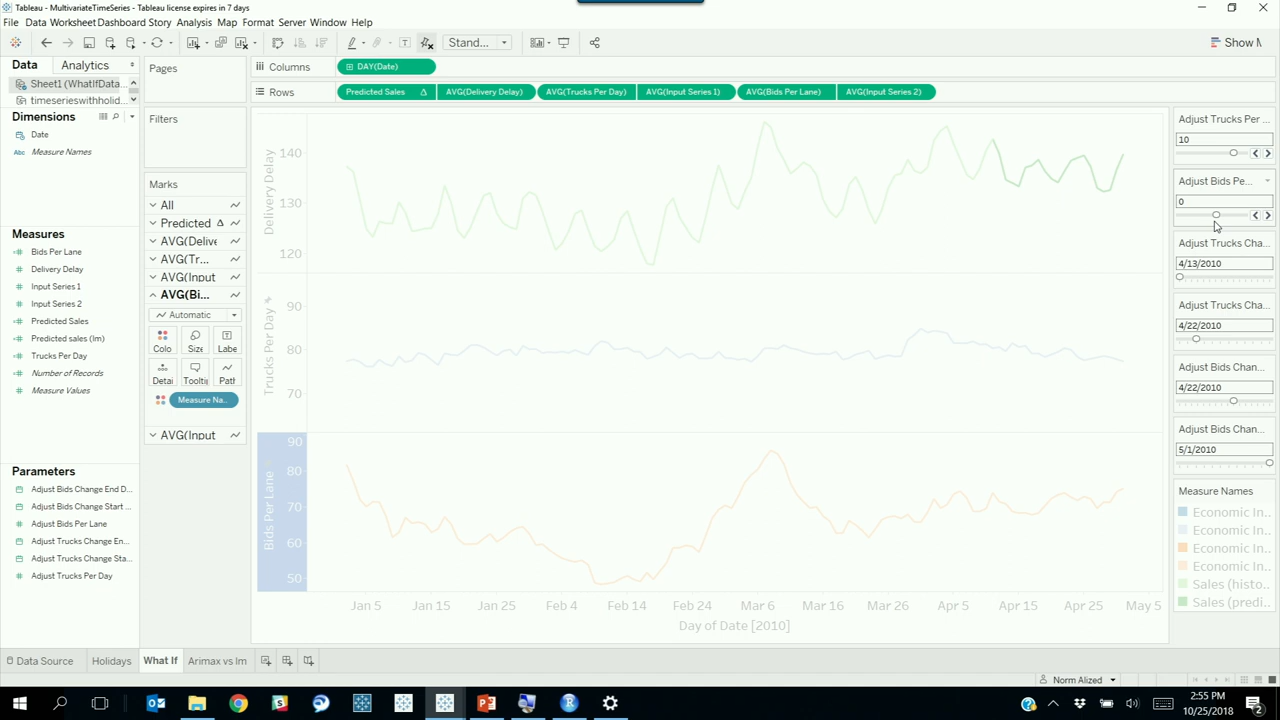 Tableau - MultivariateTimeSeries - Tableau license expires in 7 days
File Data Worksheet Dashboard Story Analysis Map Format Server Window Help
Stand...
Show M
Data Analytics
Sheet1 (WhatIfData...
timeserieswithholid...
Dimensions
Date
Abc Measure Names
Measures
Bids Per Lane
Delivery Delay
Input Series 1
Input Series 2
Predicted Sales
Predicted sales (lm)
Trucks Per Day
Number of Records
Measure Values
Parameters
Adjust Bids Change End D...
Adjust Bids Change Start ...
Adjust Bids Per Lane
Adjust Trucks Change En...
Adjust Trucks Change Sta...
Adjust Trucks Per Day
Pages
Filters
Marks
All
Predicted Δ
AVG(Delive
AVG(Tr...
AVG(Input
AVG(Bi...
Automatic
Colo Size Labe
Detai Tooltip Path
Measure Na..
AVG(Input
Columns DAY(Date)
Rows Predicted Sales Δ AVG(Delivery Delay) AVG(Trucks Per Day) AVG(Input Series 1) AVG(Bids Per Lane) AVG(Input Series 2)
Delivery Delay
140
130
120
Trucks Per Day
90
80
70
Bids Per Lane
90
80
70
60
50
Jan 5 Jan 15 Jan 25 Feb 4 Feb 14 Feb 24 Mar 6 Mar 16 Mar 26 Apr 5 Apr 15 Apr 25 May 5
Day of Date [2010]
Adjust Trucks Per ...
10
Adjust Bids Pe...
0
Adjust Trucks Cha...
4/13/2010
Adjust Trucks Cha...
4/22/2010
Adjust Bids Chan...
4/22/2010
Adjust Bids Chan...
5/1/2010
Measure Names
Economic In..
Economic In..
Economic In..
Economic In..
Sales (histo..
Sales (predi..
Data Source Holidays What If Arimax vs lm
Norm Alized
2:55 PM
10/25/2018